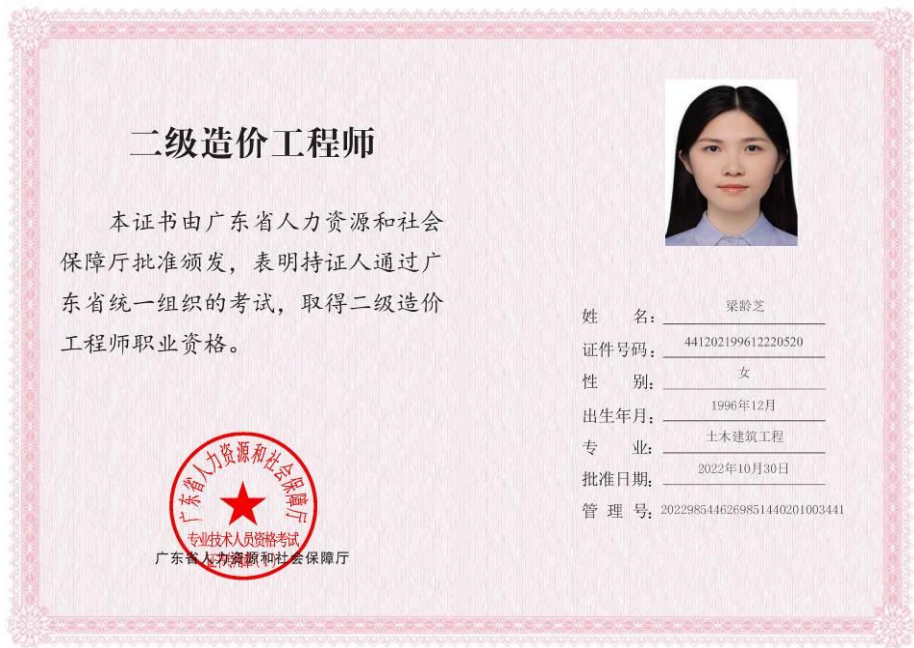 二级造价工程师
本证书由广东省人力资源和社会
保障厅批准颁发，表明持证人通过广
东省统一组织的考试，取得二级造价
工程师职业资格。
广东省人力资源和社会保障厅
专业技术人员资格考试
广东省人力资源和社会保障厅
姓 名：梁龄芝
证件号码：441202199612220520
性 别：女
出生年月：1996年12月
专 业：土木建筑工程
批准日期：2022年10月30日
管 理 号：2022985446269851440201003441